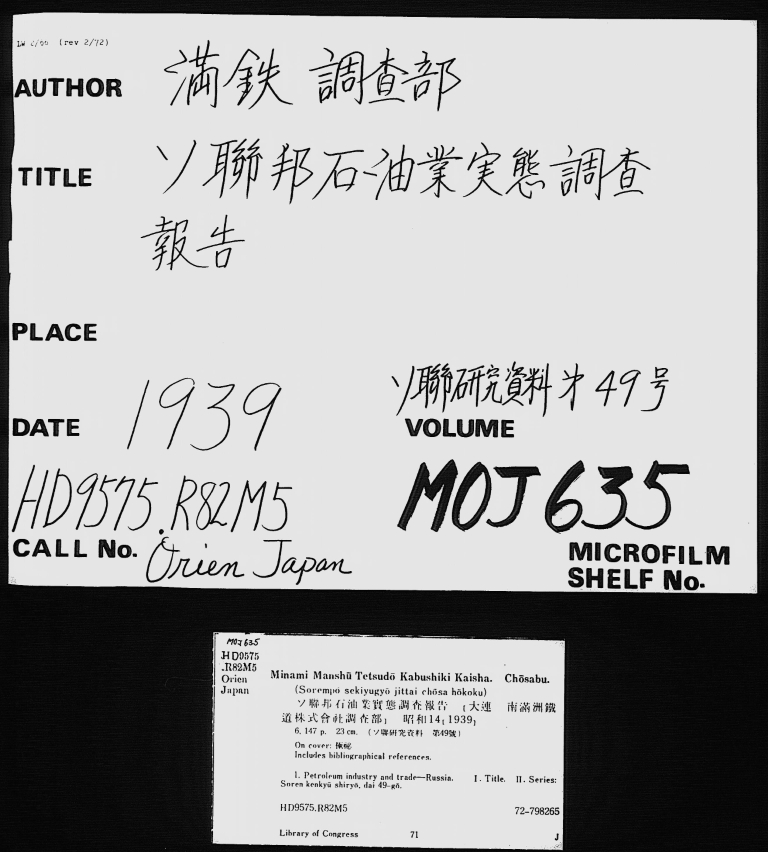 LW 2/50 (rev 2/72)
AUTHOR 満鉄 調査部
TITLE ソ聯邦石油業実態調査
報告
PLACE
DATE 1939
ソ聯研究資料 才49号
VOLUME
HD9575.R82M5
CALL No. Orien Japan
MOJ 635
MICROFILM
SHELF No.
MOJ 635
HD9575
.R82M5
Orien
Japan
Minami Manshū Tetsudō Kabushiki Kaisha. Chōsabu.
(Sorempō sekiyugyō jittai chōsa hōkoku)
ソ聯邦石油業實態調査報告 [大連 南滿洲鐵
道株式會社調査部] 昭和14[1939]
6, 147 p. 23 cm. (ソ聯研究資料 第49號)
On cover: 極秘
Includes bibliographical references.
1. Petroleum industry and trade—Russia. I. Title. II. Series:
Soren kenkyū shiryō, dai 49-gō.
HD9575.R82M5 72-798265
Library of Congress 71 J